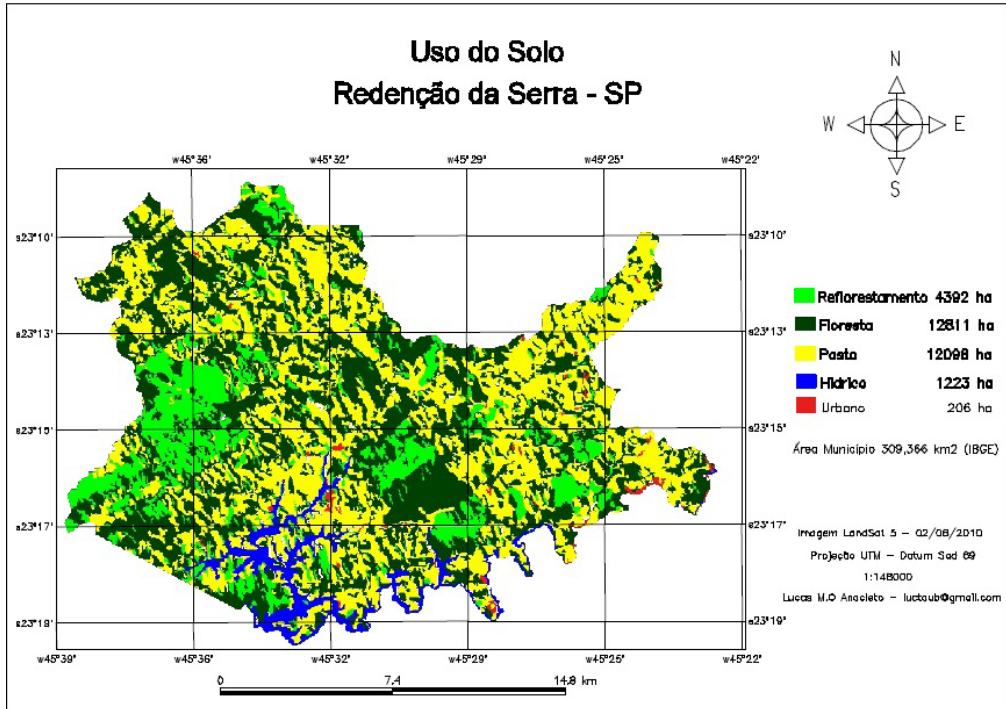 Uso do Solo
Redenção da Serra - SP
N
W E
S
w45°36' w45°32' w45°29' w45°25' w45°22'
s23°10' s23°10'
s23°13' s23°13'
s23°15' s23°15'
s23°17' s23°17'
s23°18' s23°19'
w45°39' w45°36' w45°32' w45°29' w45°25' w45°22'
0 7.4 14.8 km
Reflorestamento 4392 ha
Floresta 12811 ha
Pasto 12098 ha
Hidrico 1223 ha
Urbano 206 ha
Área Município 309,366 km2 (IBGE)
Imagem LandSat 5 - 02/08/2010
Projeção UTM - Datum Sad 69
1:148000
Lucas M.O Anacleto - luctaub@gmail.com